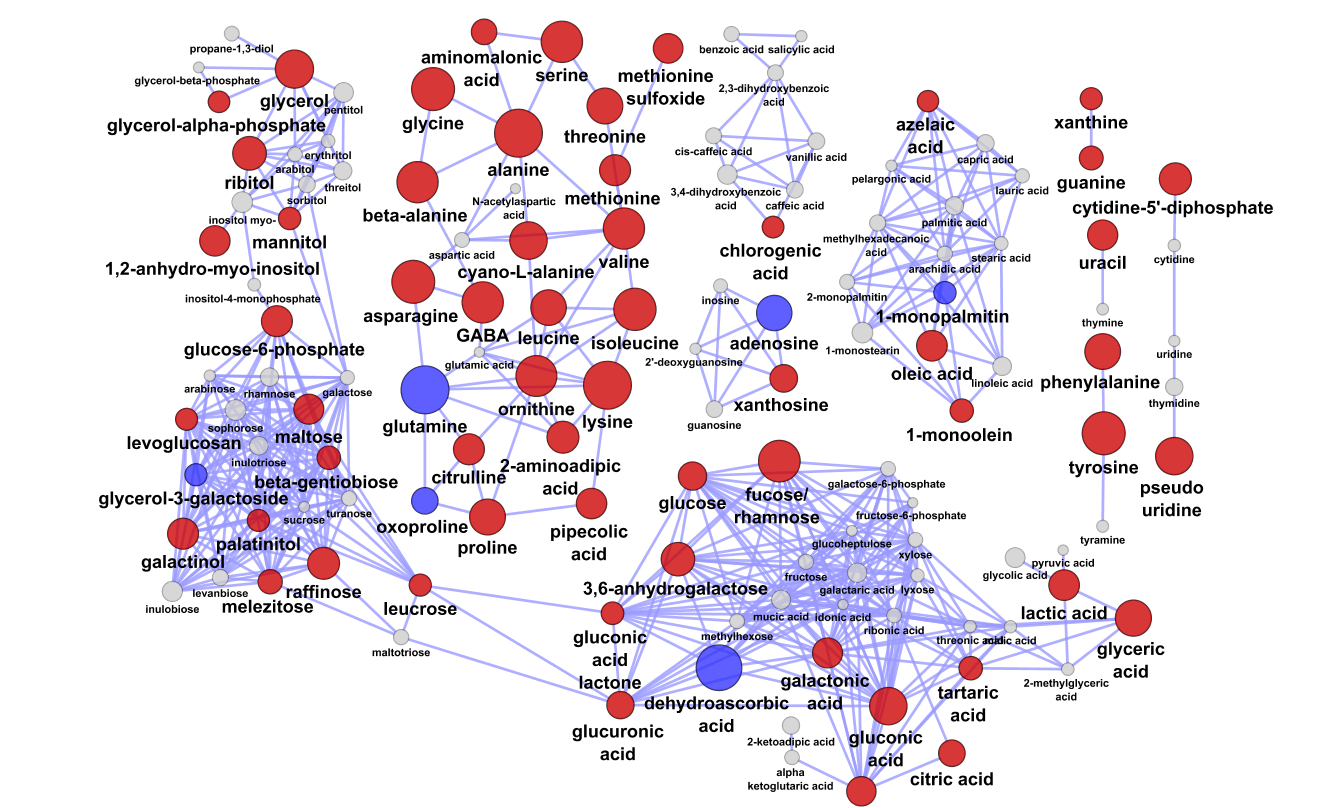 propane-1,3-diol
glycerol-beta-phosphate
glycerol
pentitol
glycerol-alpha-phosphate
erythritol
arabitol
ribitol
threitol
sorbitol
inositol myo-
mannitol
1,2-anhydro-myo-inositol
inositol-4-monophosphate
glucose-6-phosphate
arabinose
rhamnose
galactose
sophorose
levoglucosan
maltose
inulotriose
beta-gentiobiose
glycerol-3-galactoside
turanose
sucrose
palatinitol
galactinol
levanbiose
raffinose
inulobiose
melezitose
leucrose
maltotriose
aminomalonic
acid
serine
methionine
sulfoxide
glycine
threonine
alanine
methionine
N-acetylaspartic
acid
beta-alanine
aspartic acid
cyano-L-alanine
valine
asparagine
GABA
leucine
isoleucine
glutamic acid
ornithine
lysine
glutamine
citrulline
2-aminoadipic
acid
oxoproline
proline
pipecolic
acid
benzoic acid
salicylic acid
2,3-dihydroxybenzoic
acid
cis-caffeic acid
vanillic acid
3,4-dihydroxybenzoic
acid
caffeic acid
chlorogenic
acid
inosine
adenosine
2'-deoxyguanosine
xanthosine
guanosine
azelaic
acid
capric acid
pelargonic acid
lauric acid
palmitic acid
methylhexadecanoic
acid
stearic acid
arachidic acid
2-monopalmitin
1-monopalmitin
1-monostearin
oleic acid
linoleic acid
1-monoolein
xanthine
guanine
cytidine-5'-diphosphate
uracil
cytidine
thymine
uridine
phenylalanine
thymidine
tyrosine
pseudo
uridine
tyramine
glucose
fucose/
rhamnose
galactose-6-phosphate
fructose-6-phosphate
glucoheptulose
xylose
3,6-anhydrogalactose
fructose
galactaric acid
lyxose
mucic acid
idonic acid
ribonic acid
methylhexose
gluconic
acid
lactone
threonic acid
pyruvic acid
glycolic acid
lactic acid
glyceric
acid
2-methylglyceric
acid
galactonic
acid
tartaric
acid
dehydroascorbic
acid
glucuronic
acid
gluconic
acid
2-ketoadipic acid
alpha
ketoglutaric acid
citric acid